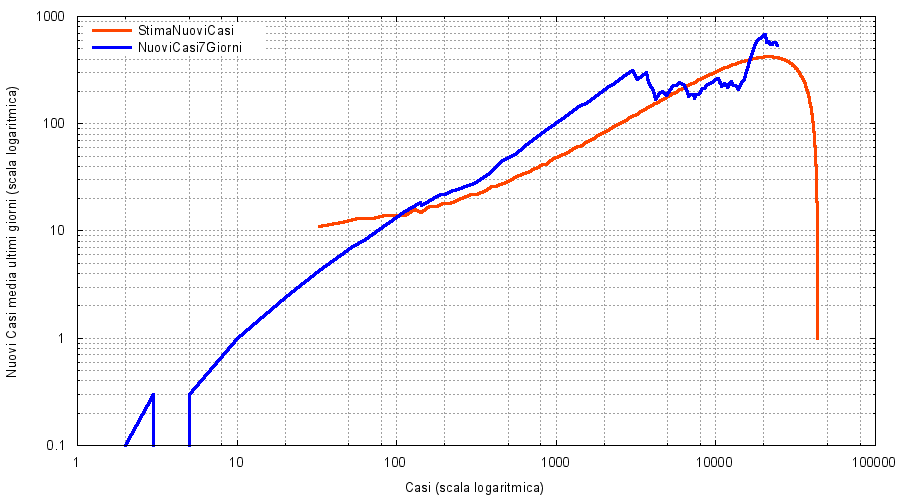 1000
100
10
1
0.1
StimaNuoviCasi
NuoviCasi7Giorni
Nuovi Casi media ultimi giorni (scala logaritmica)
1 10 100 1000 10000 100000
Casi (scala logaritmica)